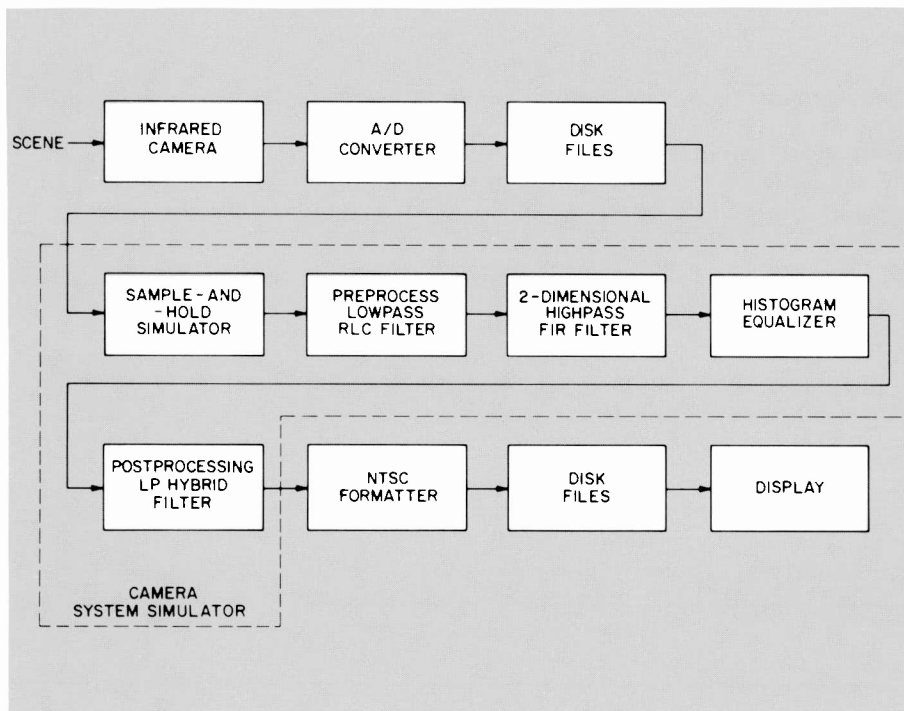 SCENE
INFRARED
CAMERA
A/D
CONVERTER
DISK
FILES
SAMPLE-AND
-HOLD
SIMULATOR
PREPROCESS
LOWPASS
RLC FILTER
2-DIMENSIONAL
HIGHPASS
FIR FILTER
HISTOGRAM
EQUALIZER
POSTPROCESSING
LP HYBRID
FILTER
NTSC
FORMATTER
DISK
FILES
DISPLAY
CAMERA
SYSTEM SIMULATOR